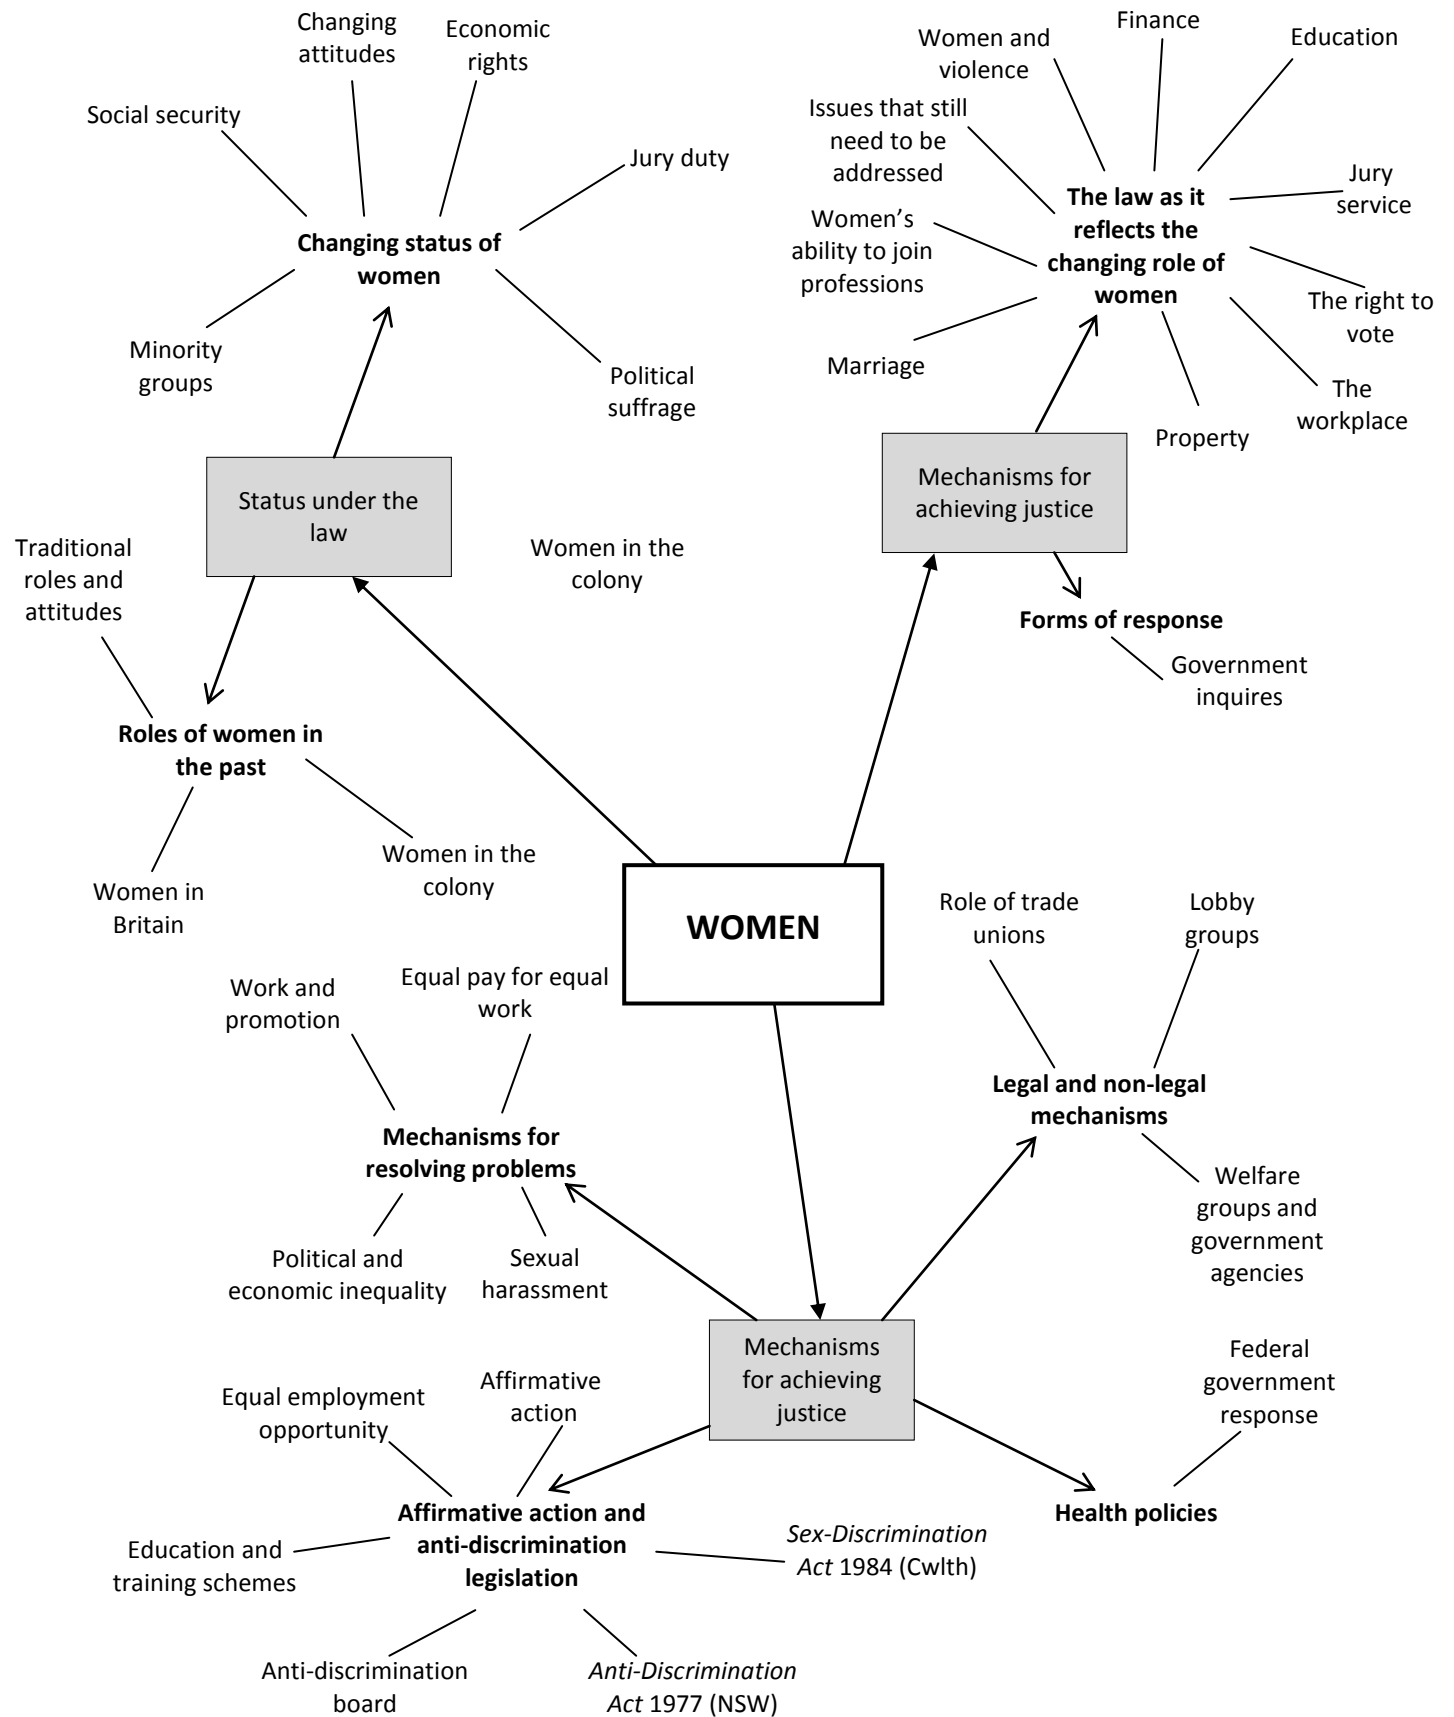 Changing
attitudes
Economic
rights
Social security
Jury duty
Changing status of
women
Minority
groups
Political
suffrage
Finance
Women and
violence
Education
Issues that still
need to be
addressed
Jury
service
The law as it
reflects the
changing role of
women
Women's
ability to join
professions
The right to
vote
Marriage
The
workplace
Property
Status under the
law
Mechanisms for
achieving justice
Women in the
colony
Traditional
roles and
attitudes
Forms of response
Government
inquires
Roles of women in
the past
Women in the
colony
Women in
Britain
WOMEN
Role of trade
unions
Lobby
groups
Work and
promotion
Equal pay for equal
work
Legal and non-legal
mechanisms
Mechanisms for
resolving problems
Welfare
groups and
government
agencies
Political and
economic inequality
Sexual
harassment
Mechanisms
for achieving
justice
Federal
government
response
Equal employment
opportunity
Affirmative
action
Affirmative action and
anti-discrimination
legislation
Health policies
Education and
training schemes
Sex-Discrimination
Act 1984 (Cwlth)
Anti-discrimination
board
Anti-Discrimination
Act 1977 (NSW)